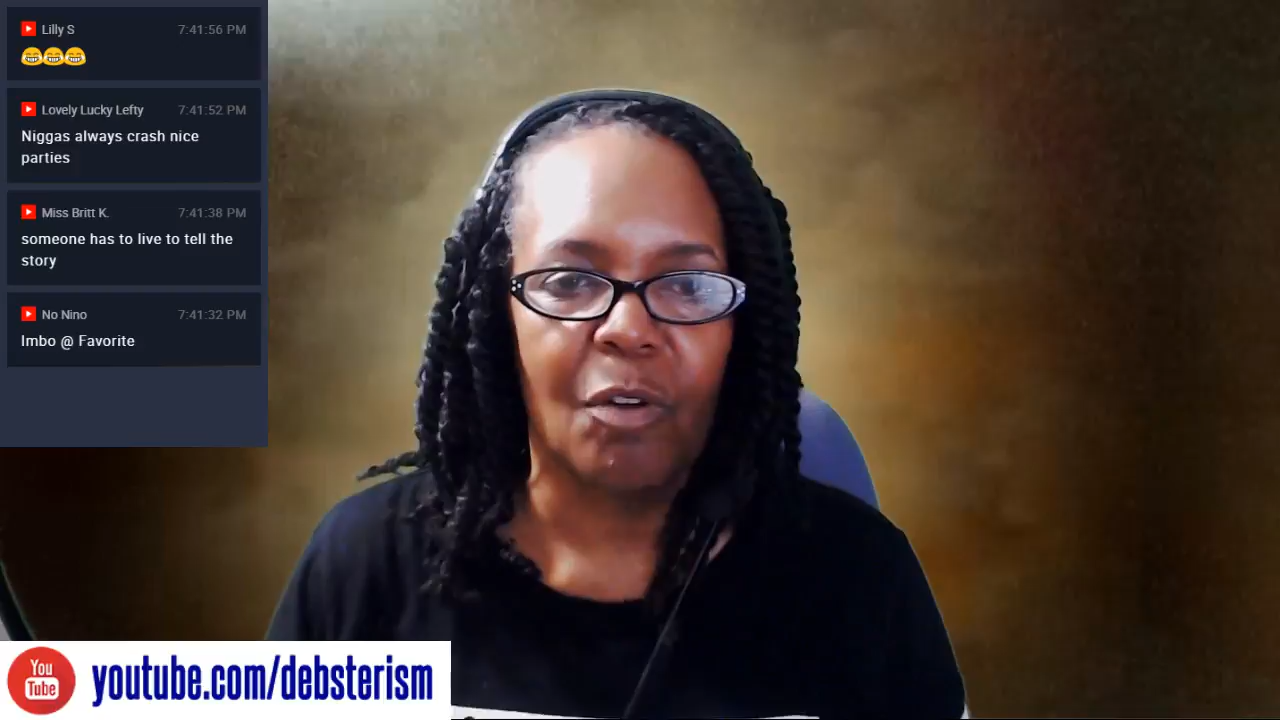 Lilly S 7:41:56 PM
😂😂😂
Lovely Lucky Lefty 7:41:52 PM
Niggas always crash nice
parties
Miss Britt K. 7:41:38 PM
someone has to live to tell the
story
No Nino 7:41:32 PM
lmbo @ Favorite
You
Tube
youtube.com/debsterism